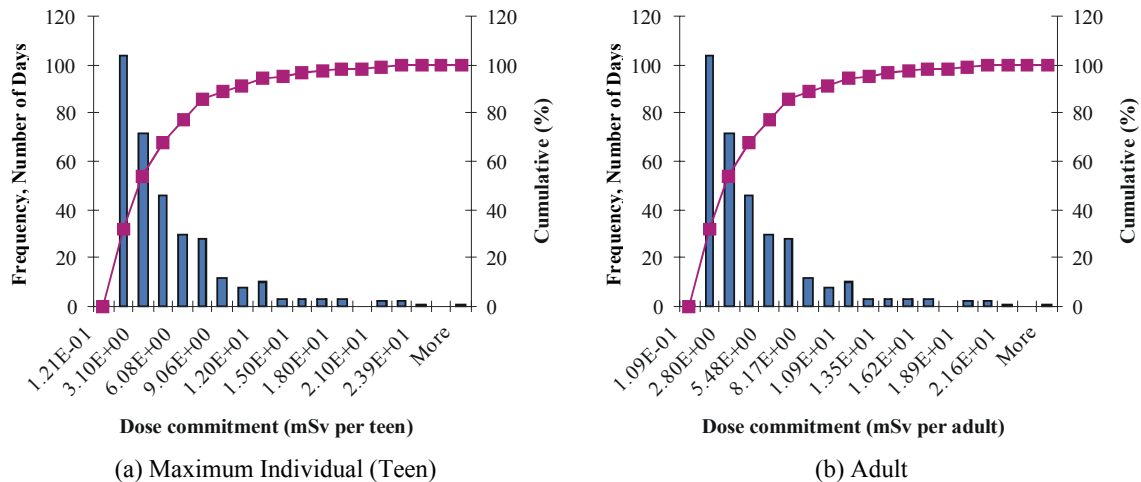 120
100
80
60
40
20
0
Frequency, Number of Days
120
100
80
60
40
20
0
Cumulative (%)
1.21E-01
3.10E+00
6.08E+00
9.06E+00
1.20E+01
1.50E+01
1.80E+01
2.10E+01
2.39E+01
More
Dose commitment (mSv per teen)
(a) Maximum Individual (Teen)
120
100
80
60
40
20
0
Frequency, Number of Days
120
100
80
60
40
20
0
Cumulative (%)
1.09E-01
2.80E+00
5.48E+00
8.17E+00
1.09E+01
1.35E+01
1.62E+01
1.89E+01
2.16E+01
More
Dose commitment (mSv per adult)
(b) Adult